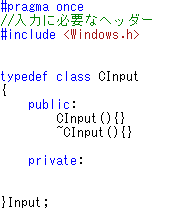 #pragma once
//入力に必要なヘッダー
#include <Windows.h>
typedef class CInput
{
public:
CInput(){}
~CInput(){}
private:
}Input;